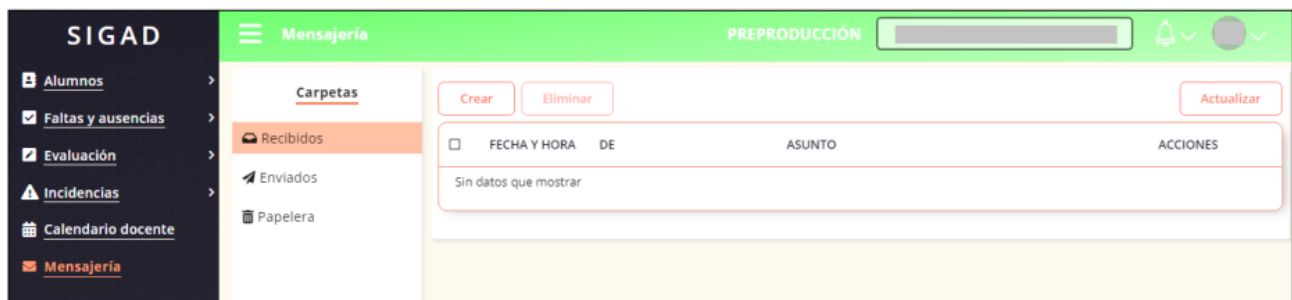 SIGAD
Alumnos
Faltas y ausencias
Evaluación
Incidencias
Calendario docente
Mensajería
Mensajería
PREPRODUCCIÓN
Carpetas
Recibidos
Enviados
Papelera
Crear Eliminar Actualizar
FECHA Y HORA DE ASUNTO ACCIONES
Sin datos que mostrar